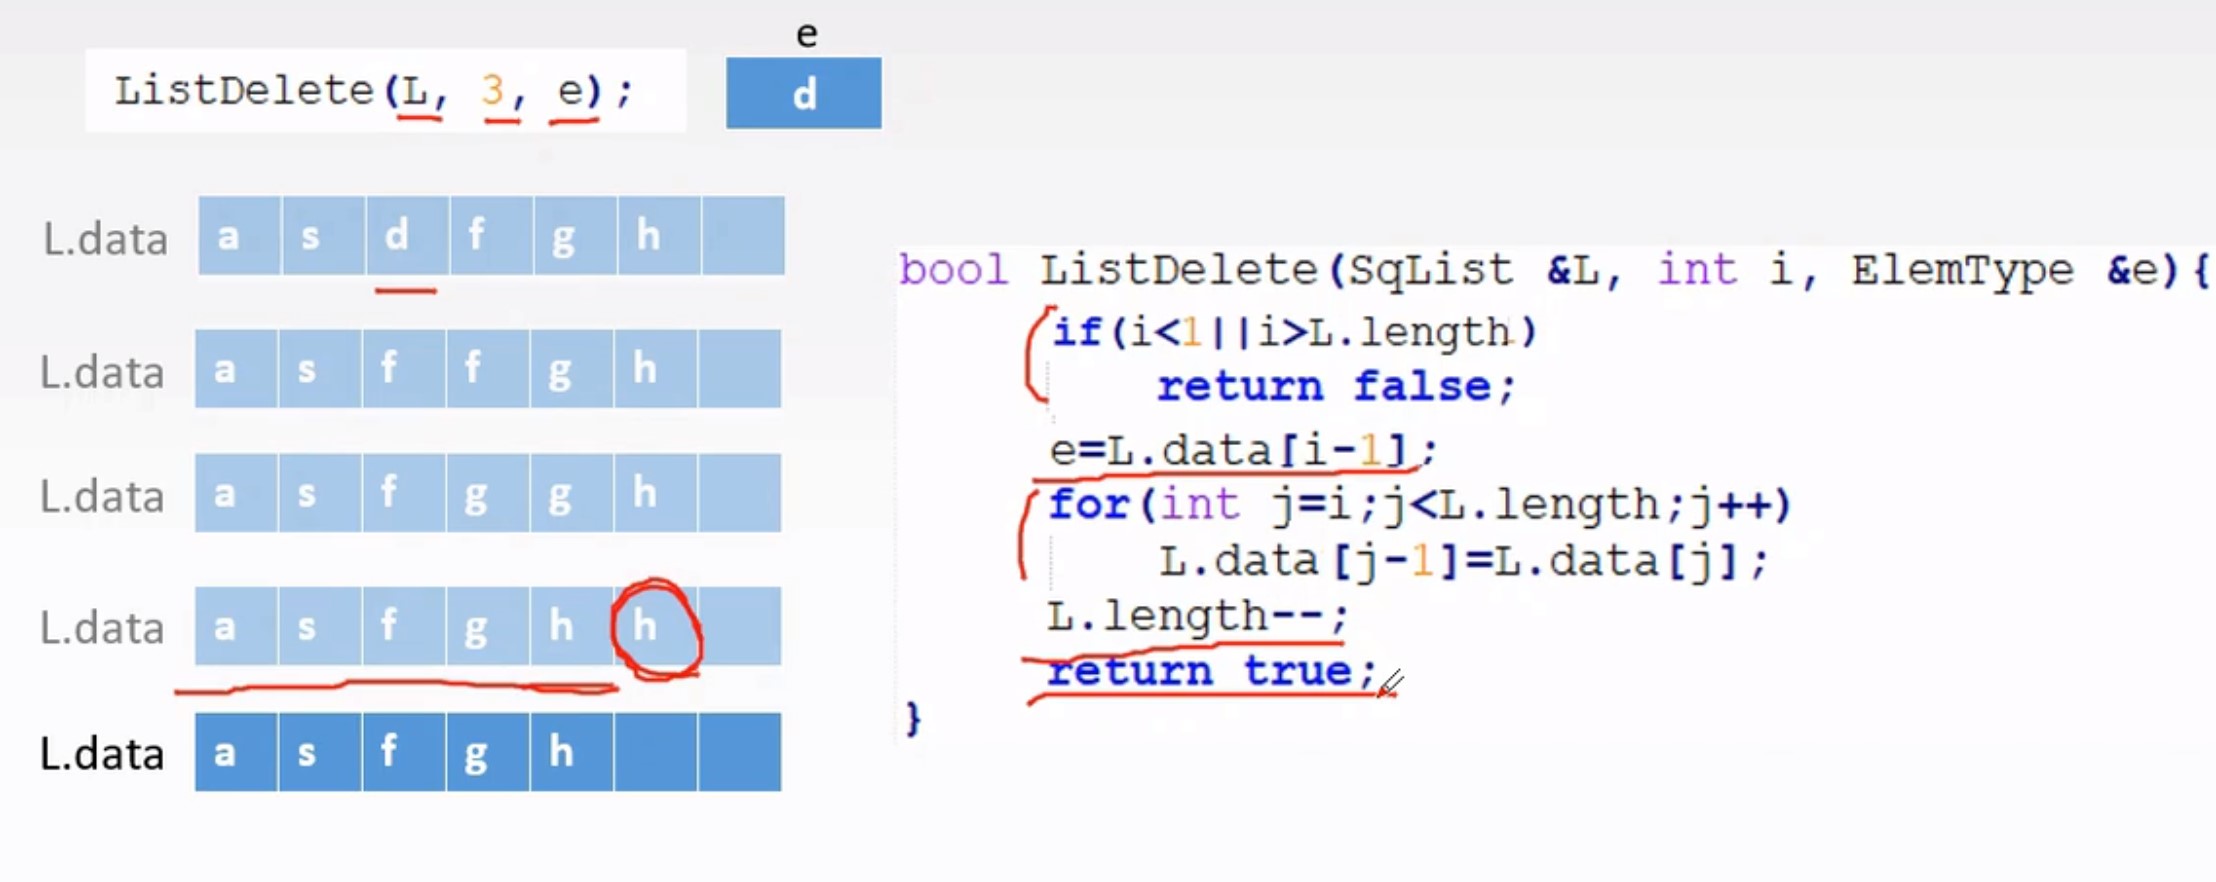 e
ListDelete(L, 3, e);
d
L.data a s d f g h
L.data a s f f g h
L.data a s f g g h
L.data a s f g h h
L.data a s f g h
bool ListDelete(SqList &L, int i, ElemType &e){
if(i<1||i>L.length)
return false;
e=L.data[i-1];
for(int j=i;j<L.length;j++)
L.data[j-1]=L.data[j];
L.length--;
return true;
}